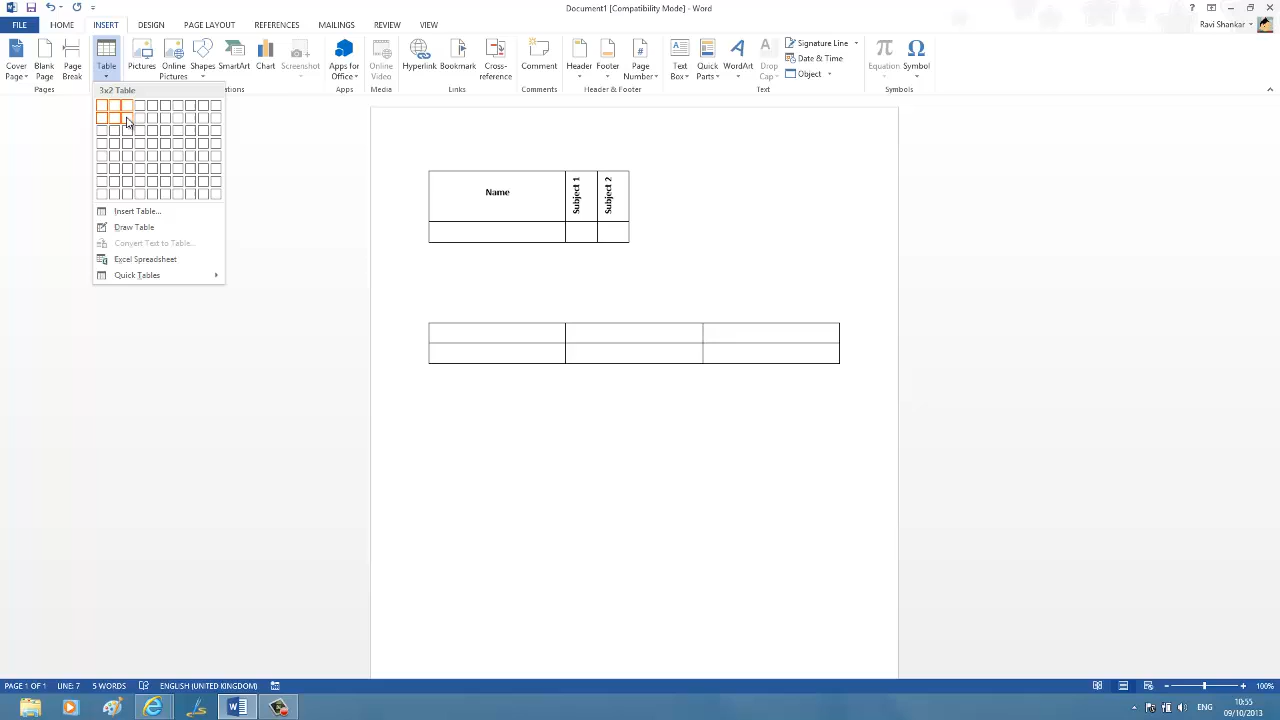 Document1 [Compatibility Mode] - Word
FILE HOME INSERT DESIGN PAGE LAYOUT REFERENCES MAILINGS REVIEW VIEW
Ravi Shankar
Cover Page
Blank Page
Page Break
Table
Pictures
Online Pictures
Shapes
SmartArt
Chart
Screenshot
Apps for Office
Online Video
Hyperlink
Bookmark
Cross-reference
Comment
Header
Footer
Page Number
Text Box
Quick Parts
WordArt
Drop Cap
Signature Line
Date & Time
Object
Equation
Symbol
Pages
ations
Apps
Media
Links
Comments
Header & Footer
Text
Symbols
3x2 Table
Insert Table...
Draw Table
Convert Text to Table...
Excel Spreadsheet
Quick Tables
Name
Subject 1
Subject 2
PAGE 1 OF 1 LINE: 7 5 WORDS ENGLISH (UNITED KINGDOM)
100%
ENG
10:55
09/10/2013